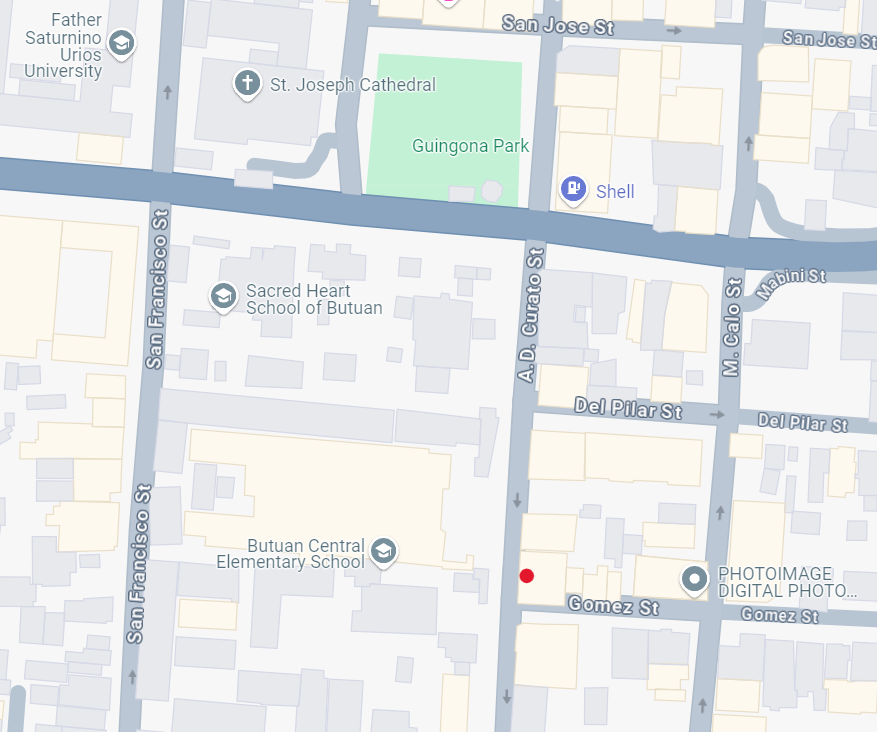 San Jose St
Father
Saturnino
Urios
University
San Jose St
St. Joseph Cathedral
Guingona Park
Shell
San Francisco St
A.D. Curato St
Mabini St
M. Calo St
Sacred Heart
School of Butuan
Del Pilar St
Del Pilar St
San Francisco St
Butuan Central
Elementary School
PHOTOIMAGE
DIGITAL PHOTO...
Gomez St
Gomez St